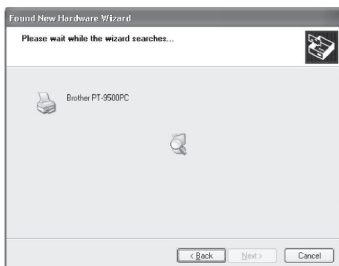 Found New Hardware Wizard
Please wait while the wizard searches...
Brother PT-9500PC
< Back
Next >
Cancel